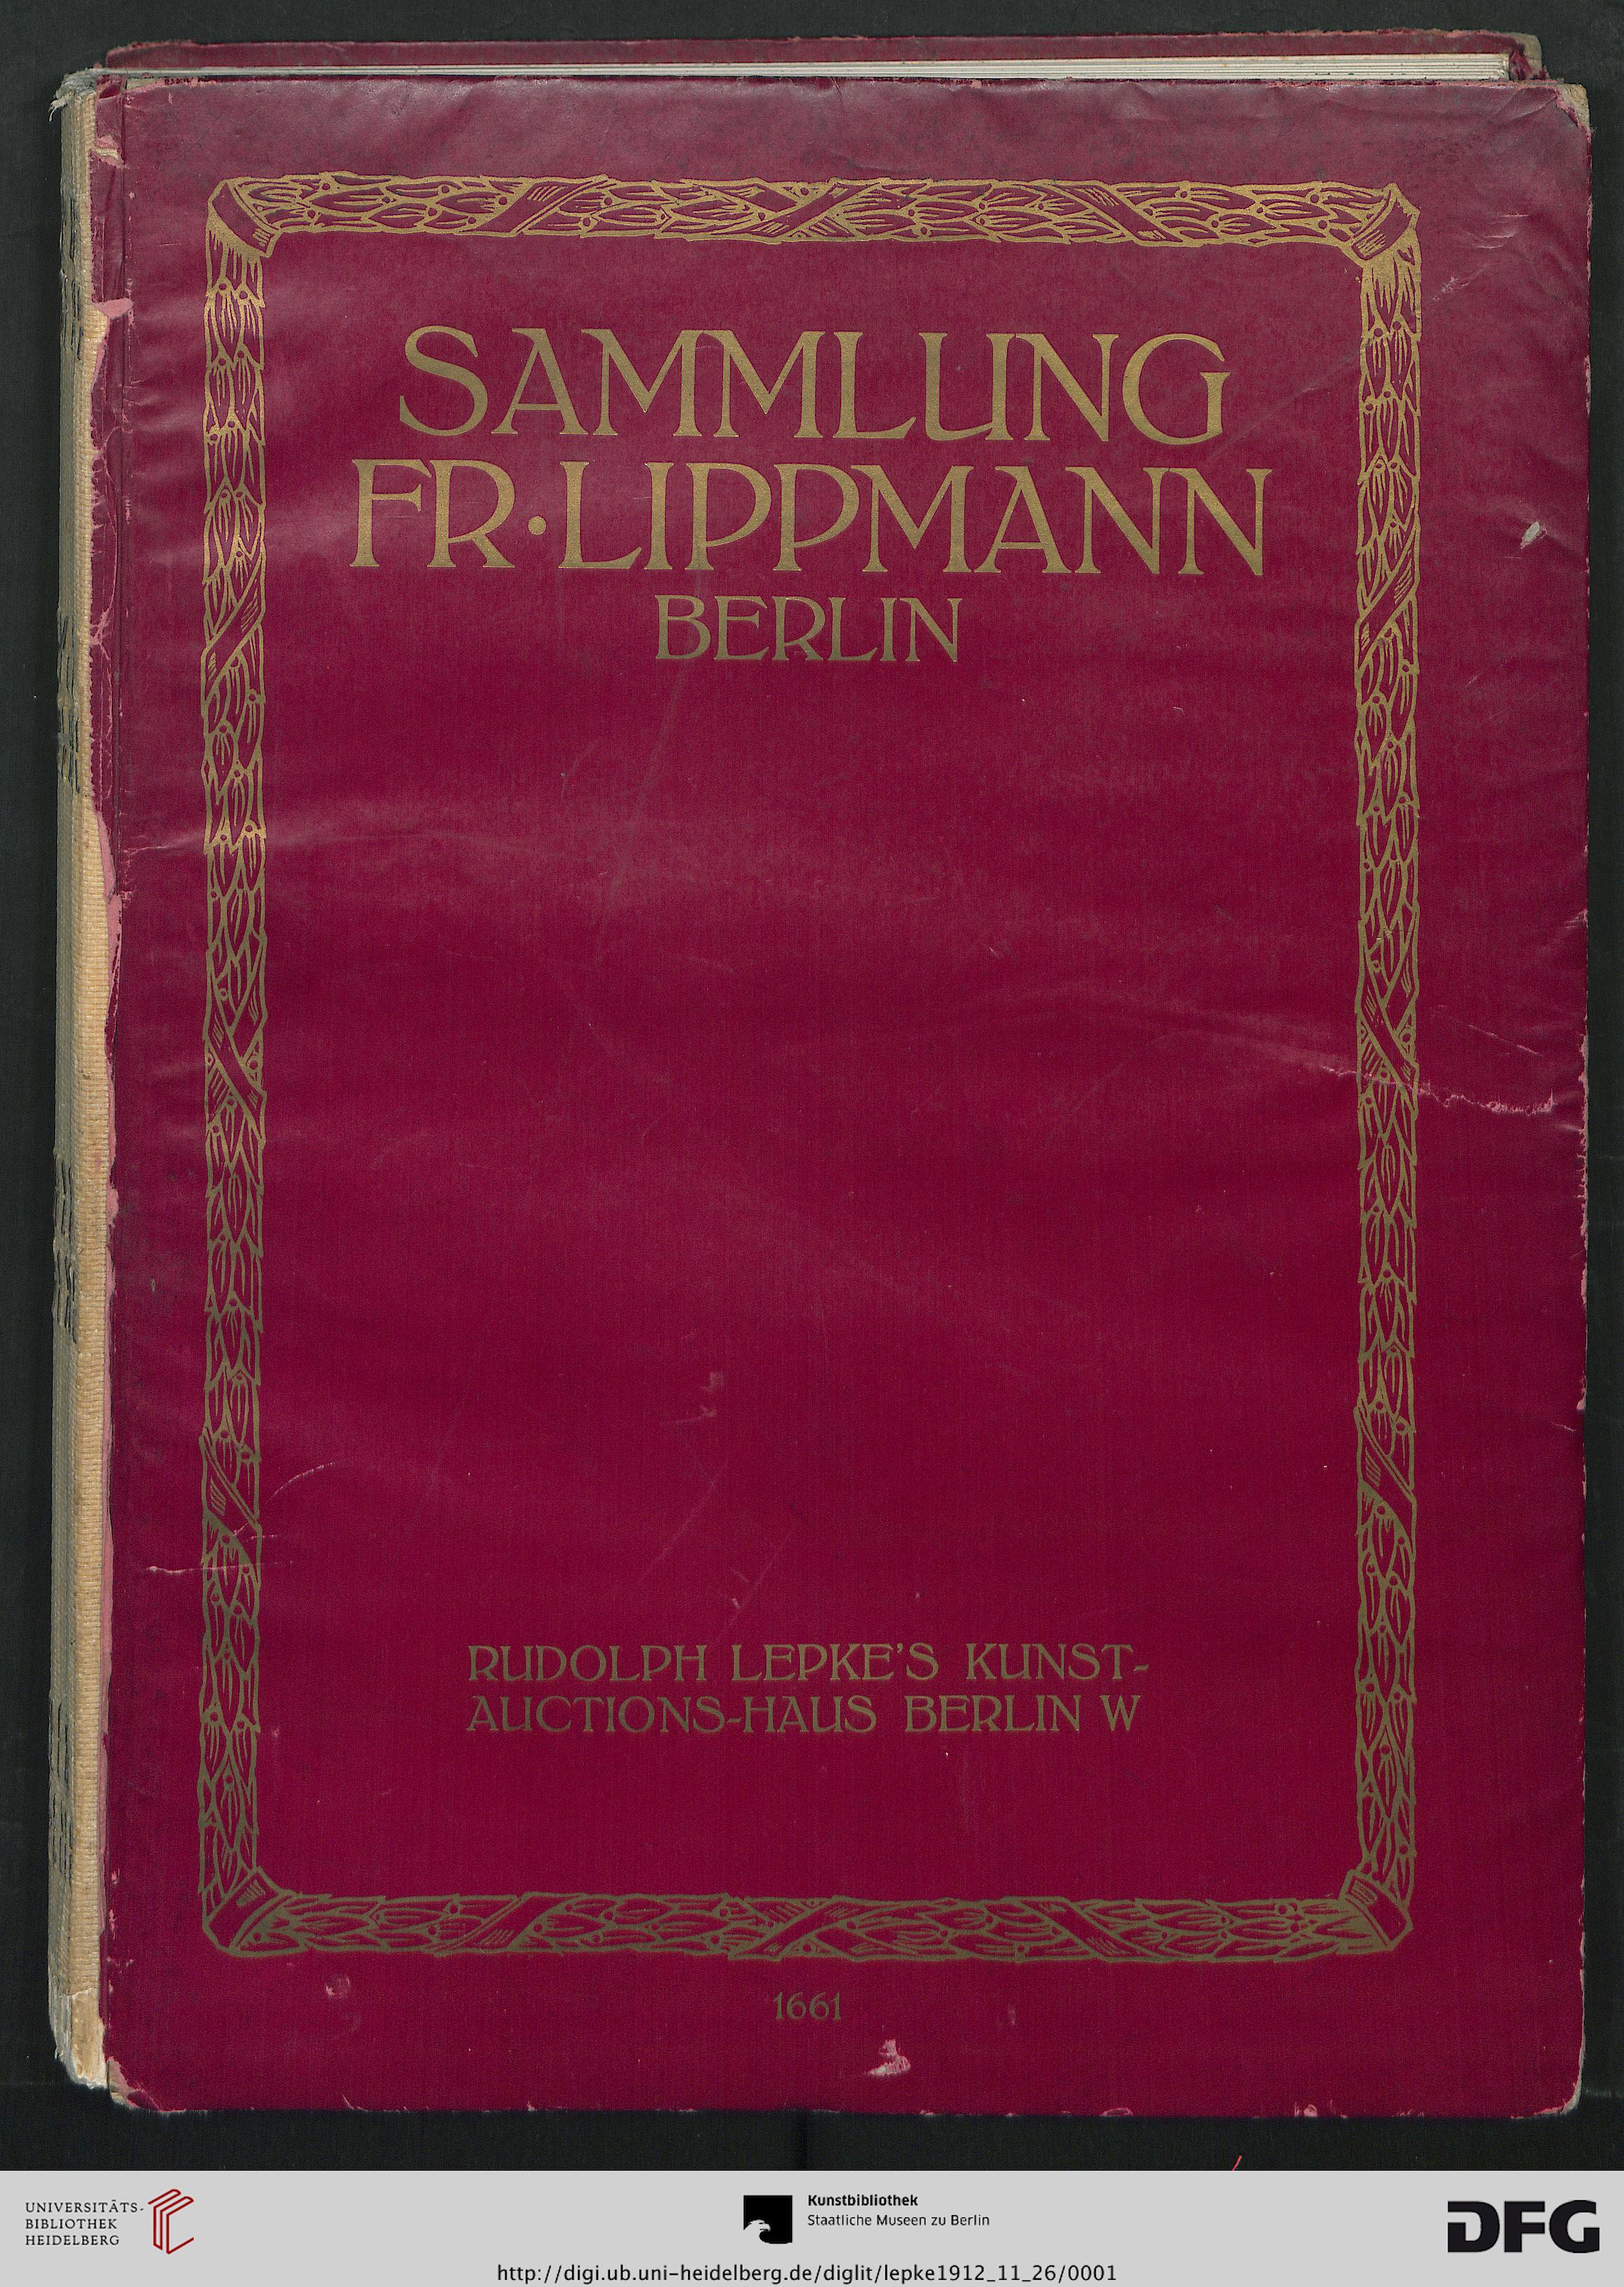 SAMMLUNG
FR·LIPPMANN
BERLIN
RUDOLPH LEPKE'S KUNST-
AUCTIONS-HAUS BERLIN W
1661
UNIVERSITÄTS-
BIBLIOTHEK
HEIDELBERG
Kunstbibliothek
Staatliche Museen zu Berlin
DFG
http://digi.ub.uni-heidelberg.de/diglit/lepke1912_11_26/0001